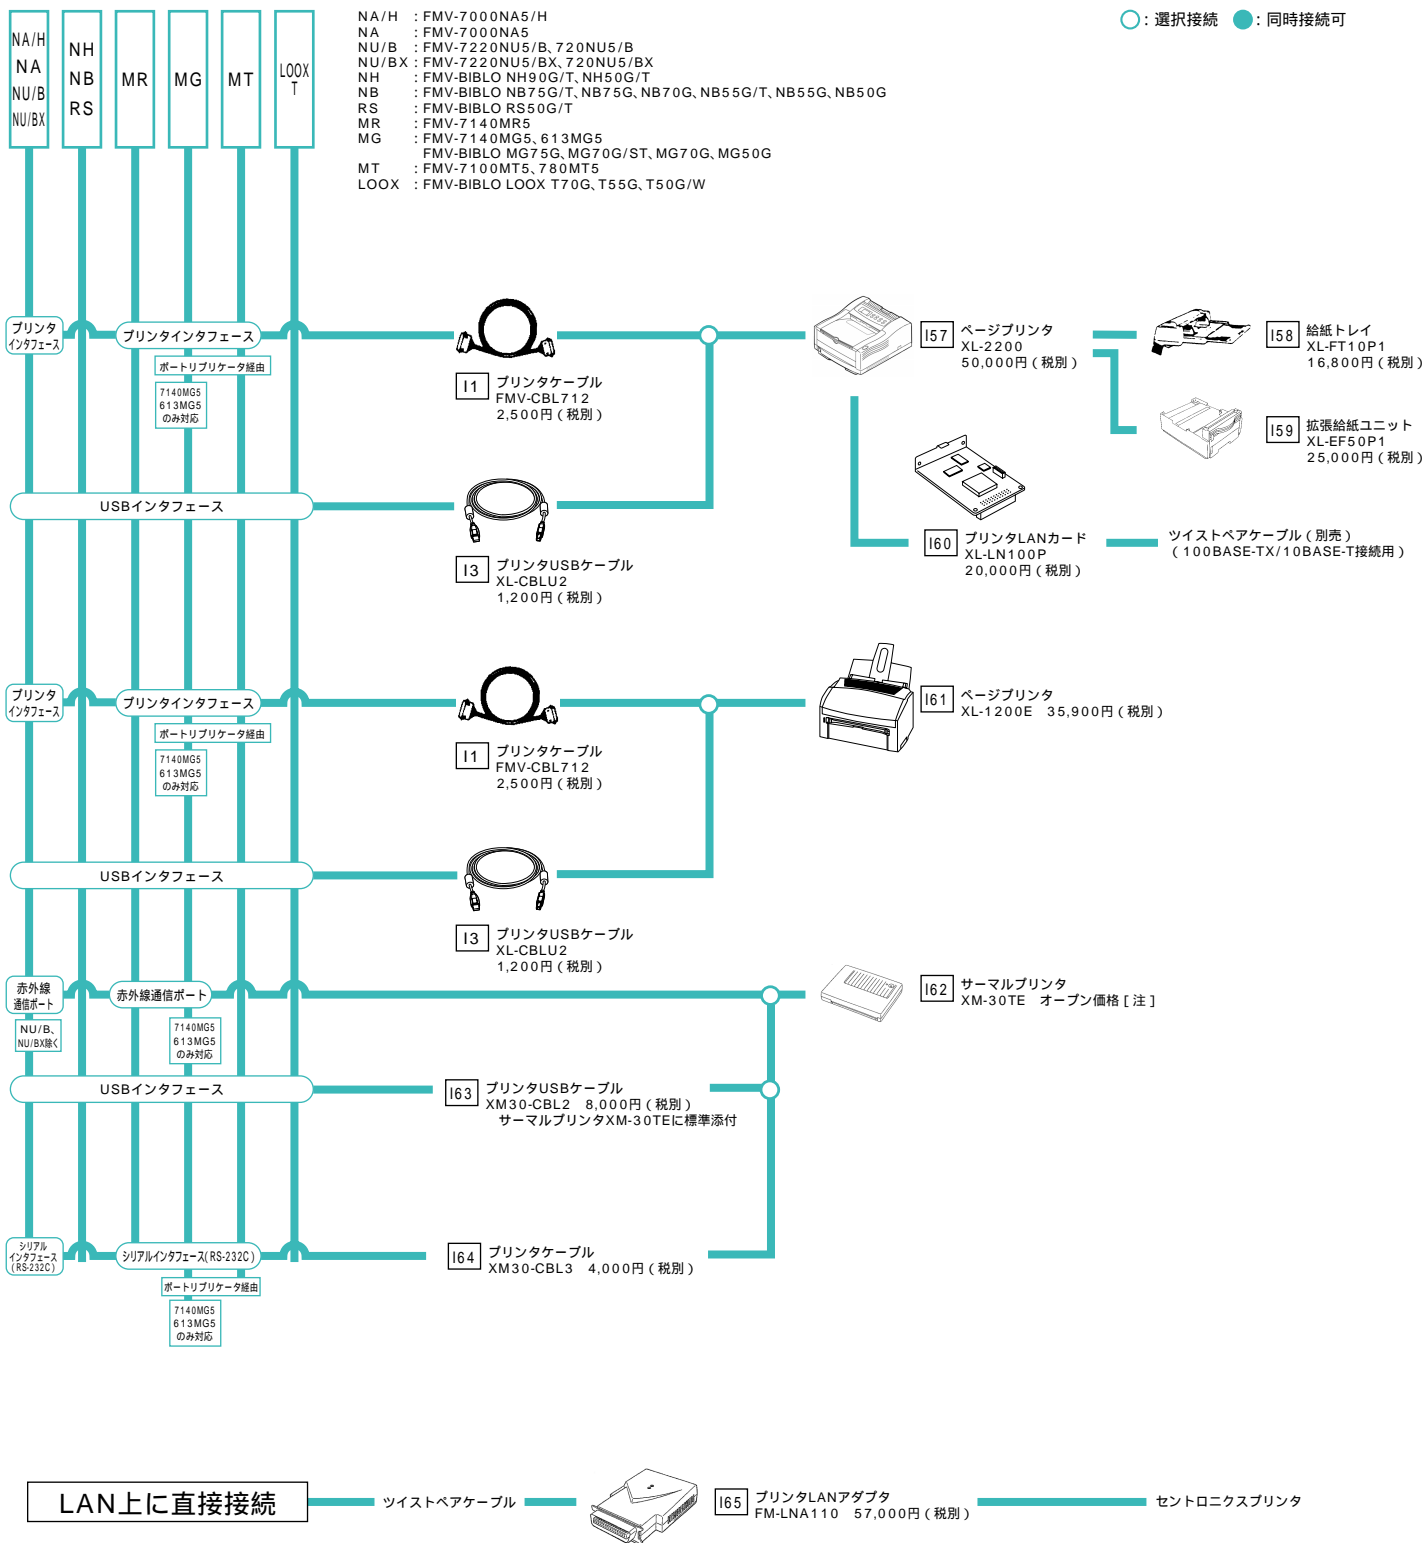 NA/H
NA
NU/B
NU/BX
NH
NB
RS
MR
MG
MT
LOOX
T
NA/H : FMV-7000NA5/H
NA : FMV-7000NA5
NU/B : FMV-7220NU5/B、720NU5/B
NU/BX : FMV-7220NU5/BX、720NU5/BX
NH : FMV-BIBLO NH90G/T、NH50G/T
NB : FMV-BIBLO NB75G/T、NB75G、NB70G、NB55G/T、NB55G、NB50G
RS : FMV-BIBLO RS50G/T
MR : FMV-7140MR5
MG : FMV-7140MG5、613MG5
FMV-BIBLO MG75G、MG70G/ST、MG70G、MG50G
MT : FMV-7100MT5、780MT5
LOOX : FMV-BIBLO LOOX T70G、T55G、T50G/W
○: 選択接続 ●: 同時接続可
プリンタ
インタフェース
プリンタインタフェース
ポートリプリケータ経由
7140MG5
613MG5
のみ対応
I1 プリンタケーブル
FMV-CBL712
2,500円(税別)
I57 ページプリンタ
XL-2200
50,000円(税別)
I58 給紙トレイ
XL-FT10P1
16,800円(税別)
I59 拡張給紙ユニット
XL-EF50P1
25,000円(税別)
USBインタフェース
I3 プリンタUSBケーブル
XL-CBLU2
1,200円(税別)
I60 プリンタLANカード
XL-LN100P
20,000円(税別)
ツイストペアケーブル(別売)
(100BASE-TX/10BASE-T接続用)
プリンタ
インタフェース
プリンタインタフェース
ポートリプリケータ経由
7140MG5
613MG5
のみ対応
I1 プリンタケーブル
FMV-CBL712
2,500円(税別)
I61 ページプリンタ
XL-1200E 35,900円(税別)
USBインタフェース
I3 プリンタUSBケーブル
XL-CBLU2
1,200円(税別)
赤外線
通信ポート
NU/B、
NU/BX除く
赤外線通信ポート
7140MG5
613MG5
のみ対応
I62 サーマルプリンタ
XM-30TE オープン価格[注]
USBインタフェース
I63 プリンタUSBケーブル
XM30-CBL2 8,000円(税別)
サーマルプリンタXM-30TEに標準添付
シリアル
インタフェース
(RS-232C)
シリアルインタフェース(RS-232C)
ポートリプリケータ経由
7140MG5
613MG5
のみ対応
I64 プリンタケーブル
XM30-CBL3 4,000円(税別)
LAN上に直接接続
ツイストペアケーブル
I65 プリンタLANアダプタ
FM-LNA110 57,000円(税別)
セントロニクスプリンタ